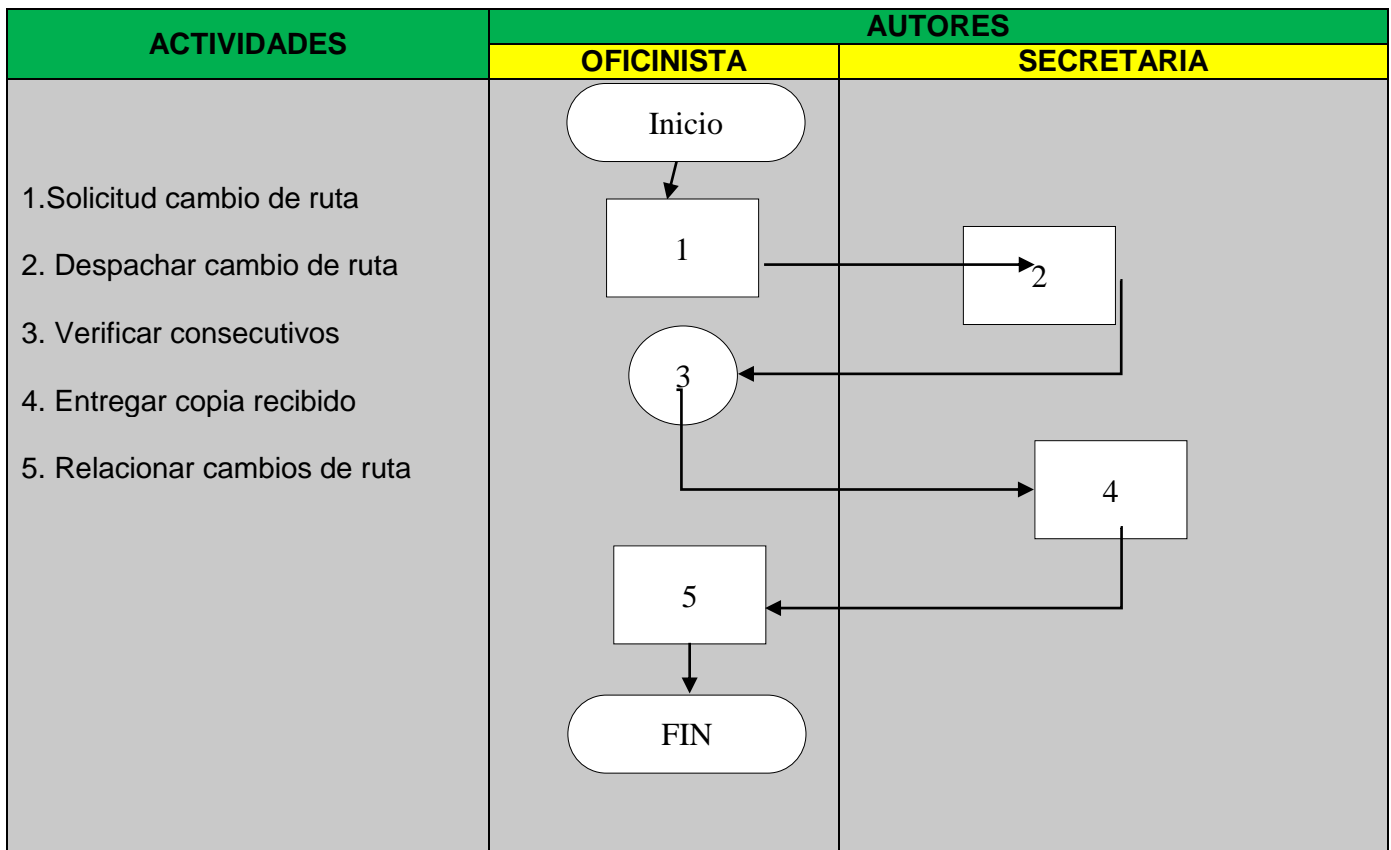 ACTIVIDADES
AUTORES
OFICINISTA
SECRETARIA
1.Solicitud cambio de ruta
2. Despachar cambio de ruta
3. Verificar consecutivos
4. Entregar copia recibido
5. Relacionar cambios de ruta
Inicio
1
2
3
4
5
FIN